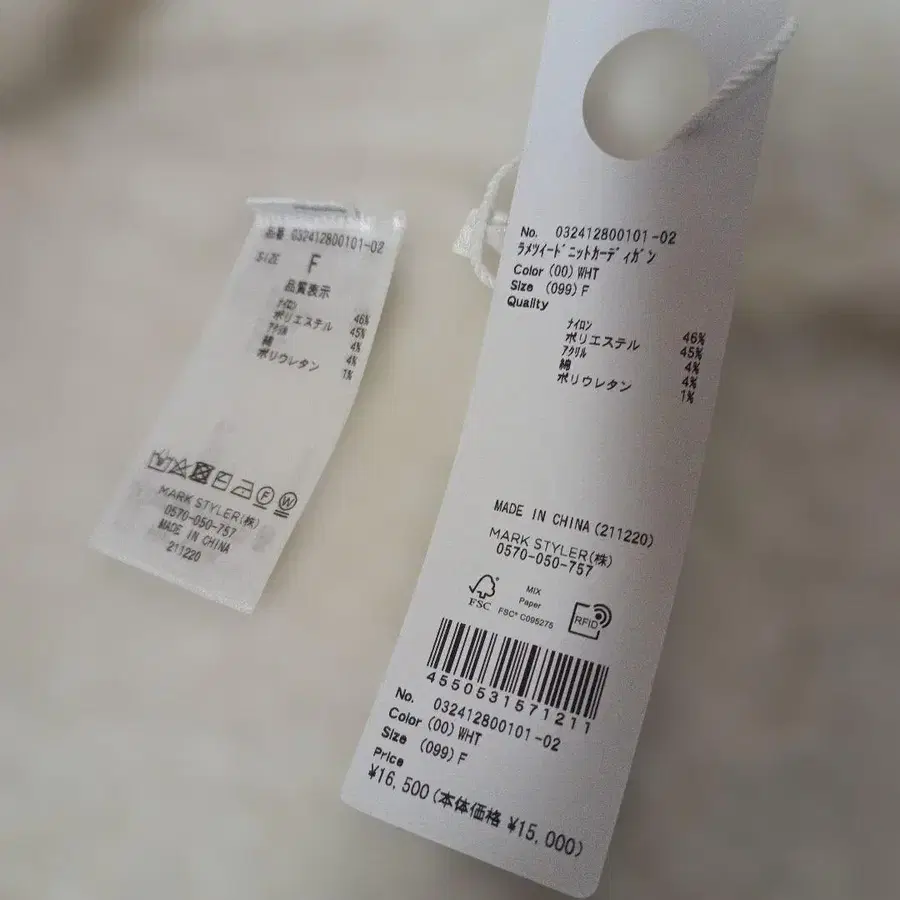 品番 032412800101-02
SIZE F
品質表示
ナイロン 46%
ポリエステル 45%
アクリル 4%
綿 4%
ポリウレタン 1%
F W
MARK STYLER(株)
0570-050-757
MADE IN CHINA
211220
No. 032412800101-02
ラメツイードニットカーディガン
Color (00) WHT
Size (099) F
Quality
ナイロン 46%
ポリエステル 45%
アクリル 4%
綿 4%
ポリウレタン 1%
MADE IN CHINA (211220)
MARK STYLER(株)
0570-050-757
FSC
MIX
Paper
FSC® C095275
RFID
4550531571211
No. 032412800101-02
Color (00) WHT
Size (099) F
Price
¥16,500 (本体価格 ¥15,000)